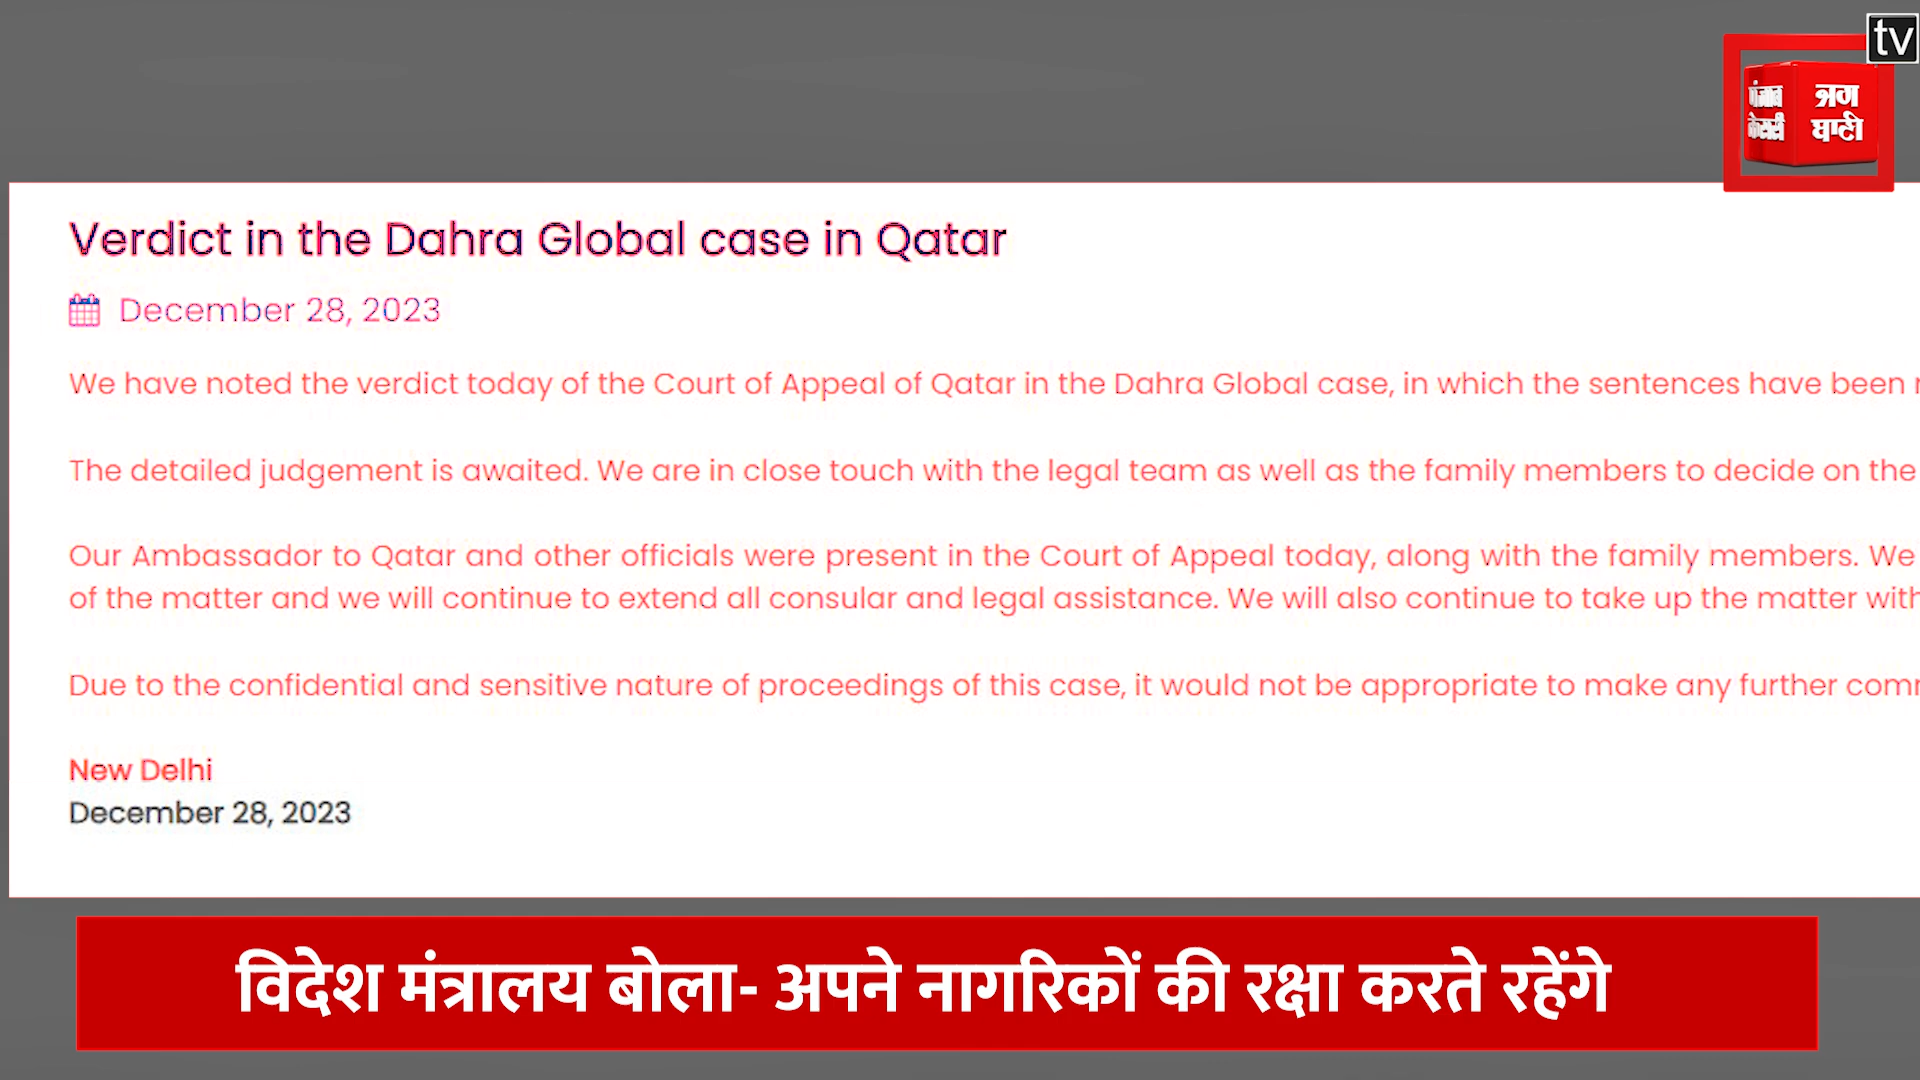 tv
पंजाब केसरी
ਜਗ ਬਾਣੀ
Verdict in the Dahra Global case in Qatar
December 28, 2023
We have noted the verdict today of the Court of Appeal of Qatar in the Dahra Global case, in which the sentences have been
The detailed judgement is awaited. We are in close touch with the legal team as well as the family members to decide on the
Our Ambassador to Qatar and other officials were present in the Court of Appeal today, along with the family members. We
of the matter and we will continue to extend all consular and legal assistance. We will also continue to take up the matter with
Due to the confidential and sensitive nature of proceedings of this case, it would not be appropriate to make any further
New Delhi
December 28, 2023
विदेश मंत्रालय बोला- अपने नागरिकों की रक्षा करते रहेंगे